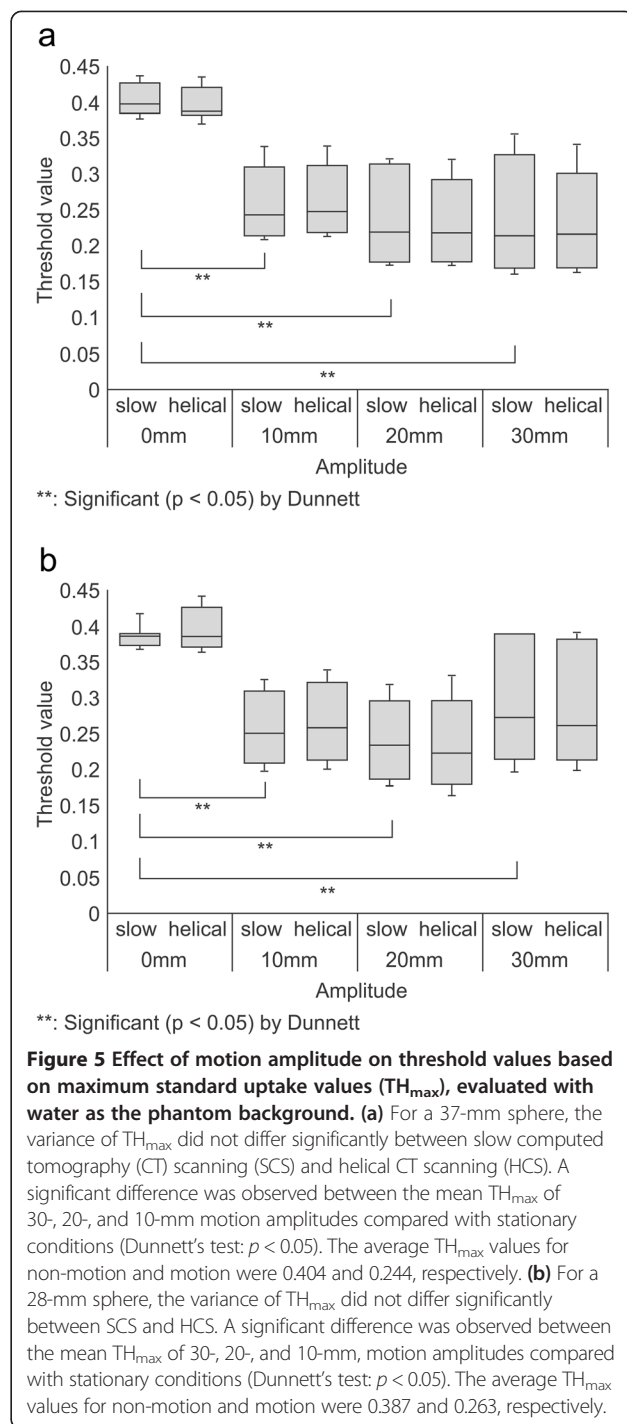 a
0.45
0.4
0.35
0.3
0.25
0.2
0.15
0.1
0.05
0
Threshold value
**
**
**
slow helical slow helical slow helical slow helical
0mm 10mm 20mm 30mm
Amplitude
**: Significant (p < 0.05) by Dunnett
b
0.45
0.4
0.35
0.3
0.25
0.2
0.15
0.1
0.05
0
Threshold value
**
**
**
slow helical slow helical slow helical slow helical
0mm 10mm 20mm 30mm
Amplitude
**: Significant (p < 0.05) by Dunnett
Figure 5 Effect of motion amplitude on threshold values based
on maximum standard uptake values (THmax), evaluated with
water as the phantom background. (a) For a 37-mm sphere, the
variance of THmax did not differ significantly between slow computed
tomography (CT) scanning (SCS) and helical CT scanning (HCS). A
significant difference was observed between the mean THmax of
30-, 20-, and 10-mm motion amplitudes compared with stationary
conditions (Dunnett's test: p < 0.05). The average THmax values for
non-motion and motion were 0.404 and 0.244, respectively. (b) For a
28-mm sphere, the variance of THmax did not differ significantly
between SCS and HCS. A significant difference was observed between
the mean THmax of 30-, 20-, and 10-mm, motion amplitudes compared
with stationary conditions (Dunnett's test: p < 0.05). The average THmax
values for non-motion and motion were 0.387 and 0.263, respectively.